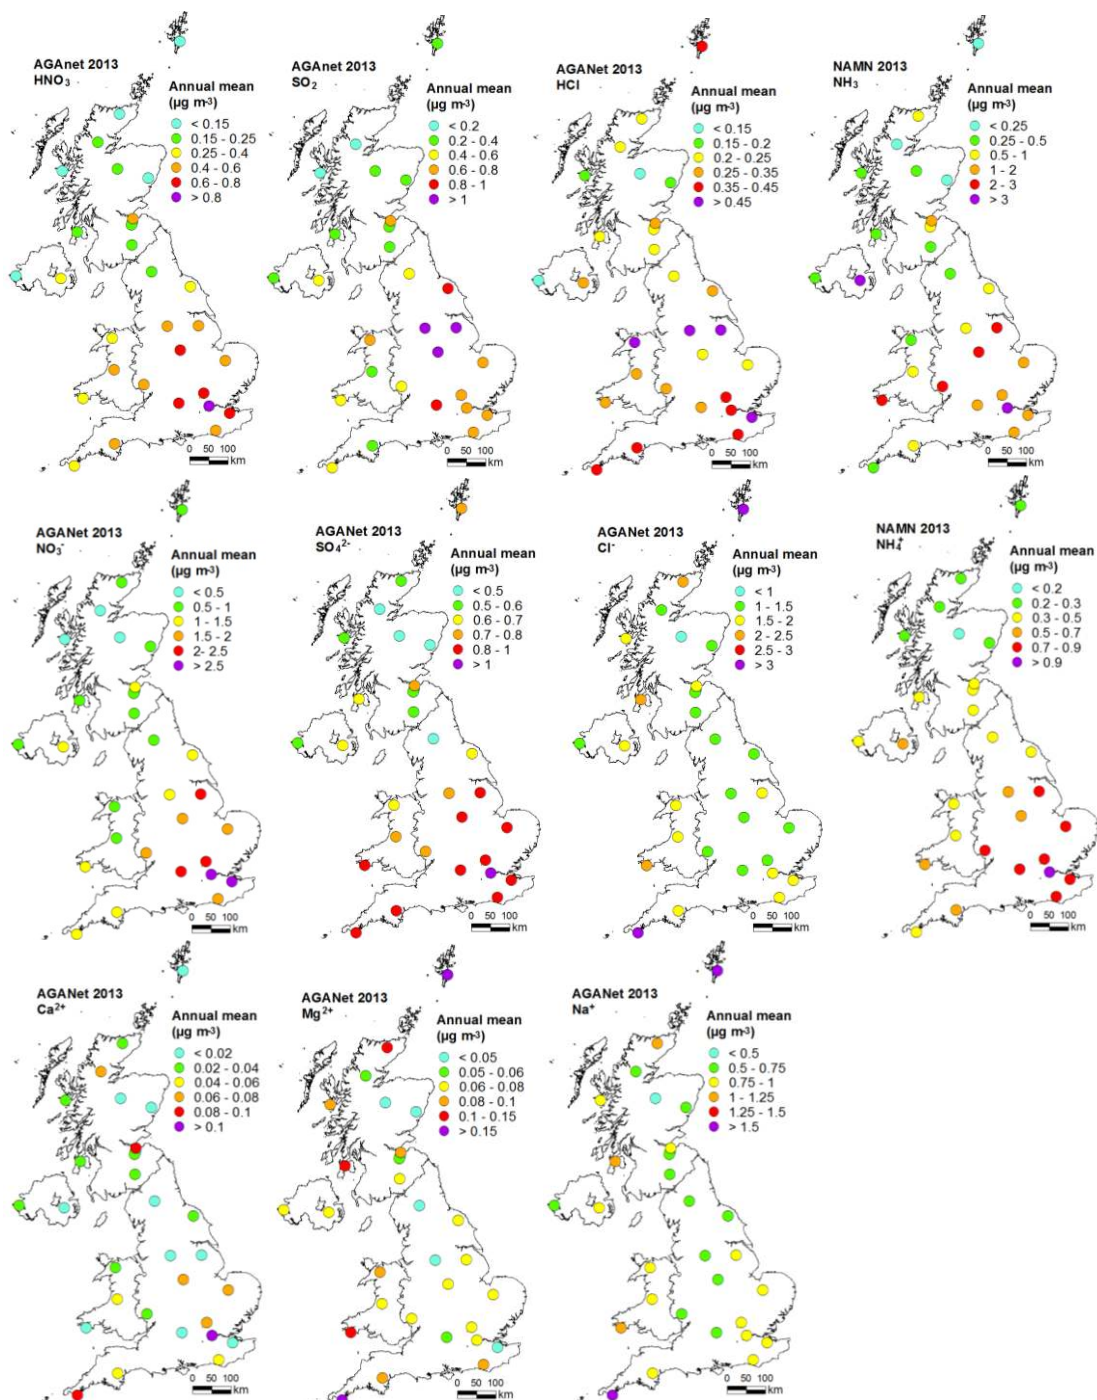 AGAnet 2013
HNO₃
Annual mean
(µg m-³)
< 0.15
0.15 - 0.25
0.25 - 0.4
0.4 - 0.6
0.6 - 0.8
> 0.8
0 50 100
km
AGAnet 2013
SO₂
Annual mean
(µg m-³)
< 0.2
0.2 - 0.4
0.4 - 0.6
0.6 - 0.8
0.8 - 1
> 1
0 50 100
km
AGANet 2013
HCl
Annual mean
(µg m-³)
< 0.15
0.15 - 0.2
0.2 - 0.25
0.25 - 0.35
0.35 - 0.45
> 0.45
0 50 100
km
NAMN 2013
NH₃
Annual mean
(µg m-³)
< 0.25
0.25 - 0.5
0.5 - 1
1 - 2
2 - 3
> 3
0 50 100
km
AGANet 2013
NO₃⁻
Annual mean
(µg m-³)
< 0.5
0.5 - 1
1 - 1.5
1.5 - 2
2 - 2.5
> 2.5
0 50 100
km
AGANet 2013
SO₄²⁻
Annual mean
(µg m-³)
< 0.5
0.5 - 0.6
0.6 - 0.7
0.7 - 0.8
0.8 - 1
> 1
0 50 100
km
AGANet 2013
Cl⁻
Annual mean
(µg m-³)
< 1
1 - 1.5
1.5 - 2
2 - 2.5
2.5 - 3
> 3
0 50 100
km
NAMN 2013
NH₄⁺
Annual mean
(µg m-³)
< 0.2
0.2 - 0.3
0.3 - 0.5
0.5 - 0.7
0.7 - 0.9
> 0.9
0 50 100
km
AGANet 2013
Ca²⁺
Annual mean
(µg m-³)
< 0.02
0.02 - 0.04
0.04 - 0.06
0.06 - 0.08
0.08 - 0.1
> 0.1
0 50 100
km
AGANet 2013
Mg²⁺
Annual mean
(µg m-³)
< 0.05
0.05 - 0.06
0.06 - 0.08
0.08 - 0.1
0.1 - 0.15
> 0.15
0 50 100
km
AGANet 2013
Na⁺
Annual mean
(µg m-³)
< 0.5
0.5 - 0.75
0.75 - 1
1 - 1.25
1.25 - 1.5
> 1.5
0 50 100
km